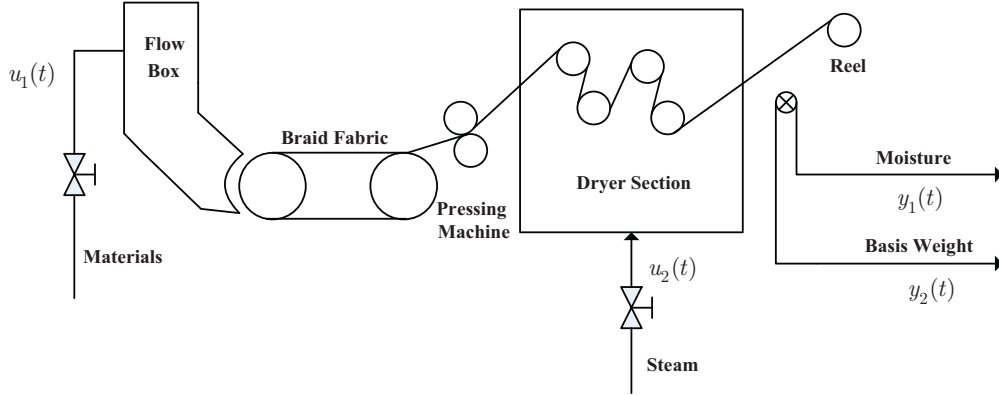 Flow
Box
u₁(t)
Braid Fabric
Reel
Moisture
y₁(t)
Dryer Section
Pressing
Machine
Basis Weight
y₂(t)
Materials
u₂(t)
Steam